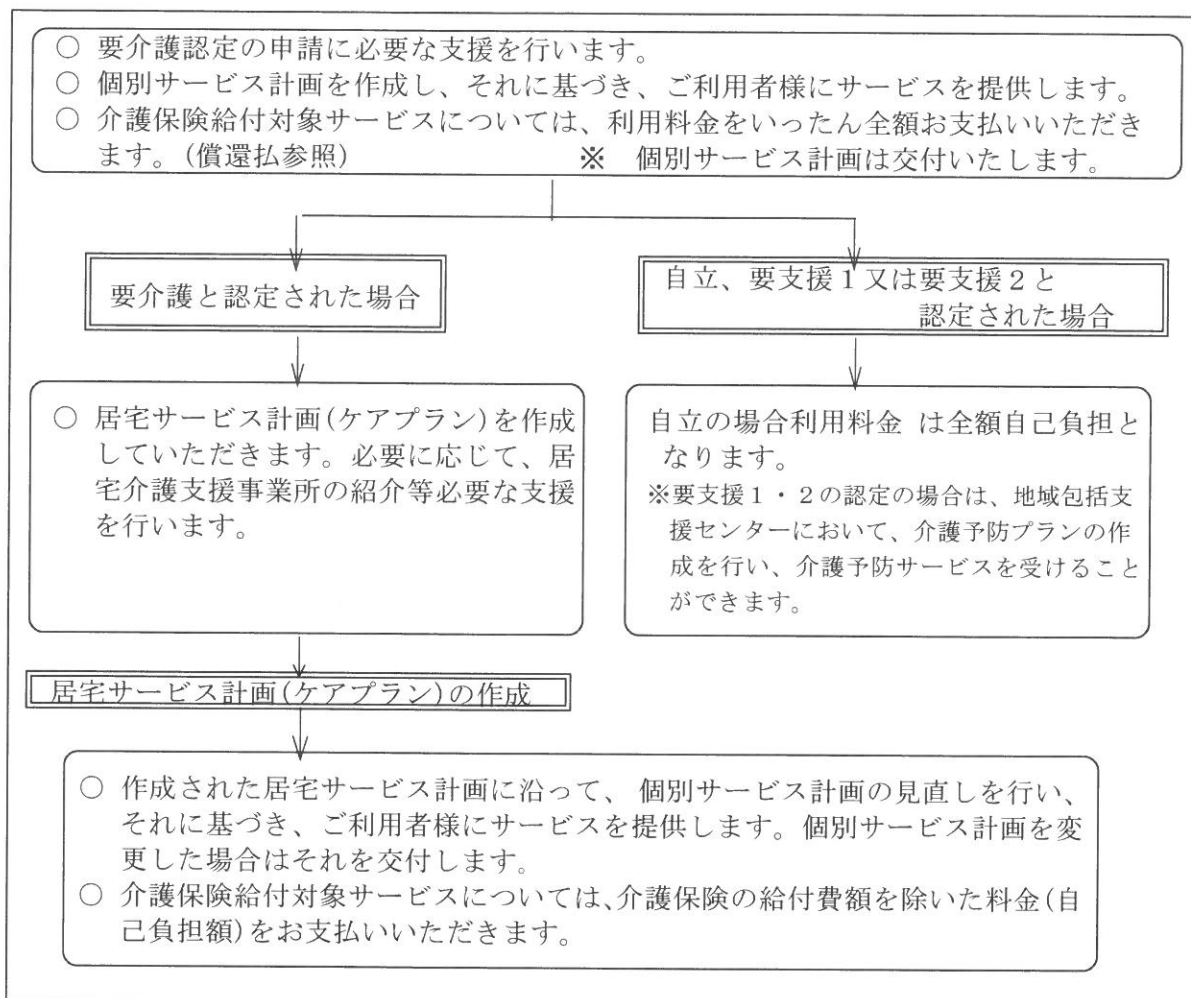 ○ 要介護認定の申請に必要な支援を行います。
○ 個別サービス計画を作成し、それに基づき、ご利用者様にサービスを提供します。
○ 介護保険給付対象サービスについては、利用料金をいったん全額お支払いいただき
ます。(償還払参照) ※ 個別サービス計画は交付いたします。
要介護と認定された場合
自立、要支援1又は要支援2と
認定された場合
○ 居宅サービス計画(ケアプラン)を作成
していただきます。必要に応じて、居
宅介護支援事業所の紹介等必要な支援
を行います。
自立の場合利用料金 は全額自己負担と
なります。
※要支援1・2の認定の場合は、地域包括支
援センターにおいて、介護予防プランの作
成を行い、介護予防サービスを受けること
ができます。
居宅サービス計画(ケアプラン)の作成
○ 作成された居宅サービス計画に沿って、 個別サービス計画の見直しを行い、
それに基づき、ご利用者様にサービスを提供します。個別サービス計画を変
更した場合はそれを交付します。
○ 介護保険給付対象サービスについては、介護保険の給付費額を除いた料金(自
己負担額)をお支払いいただきます。